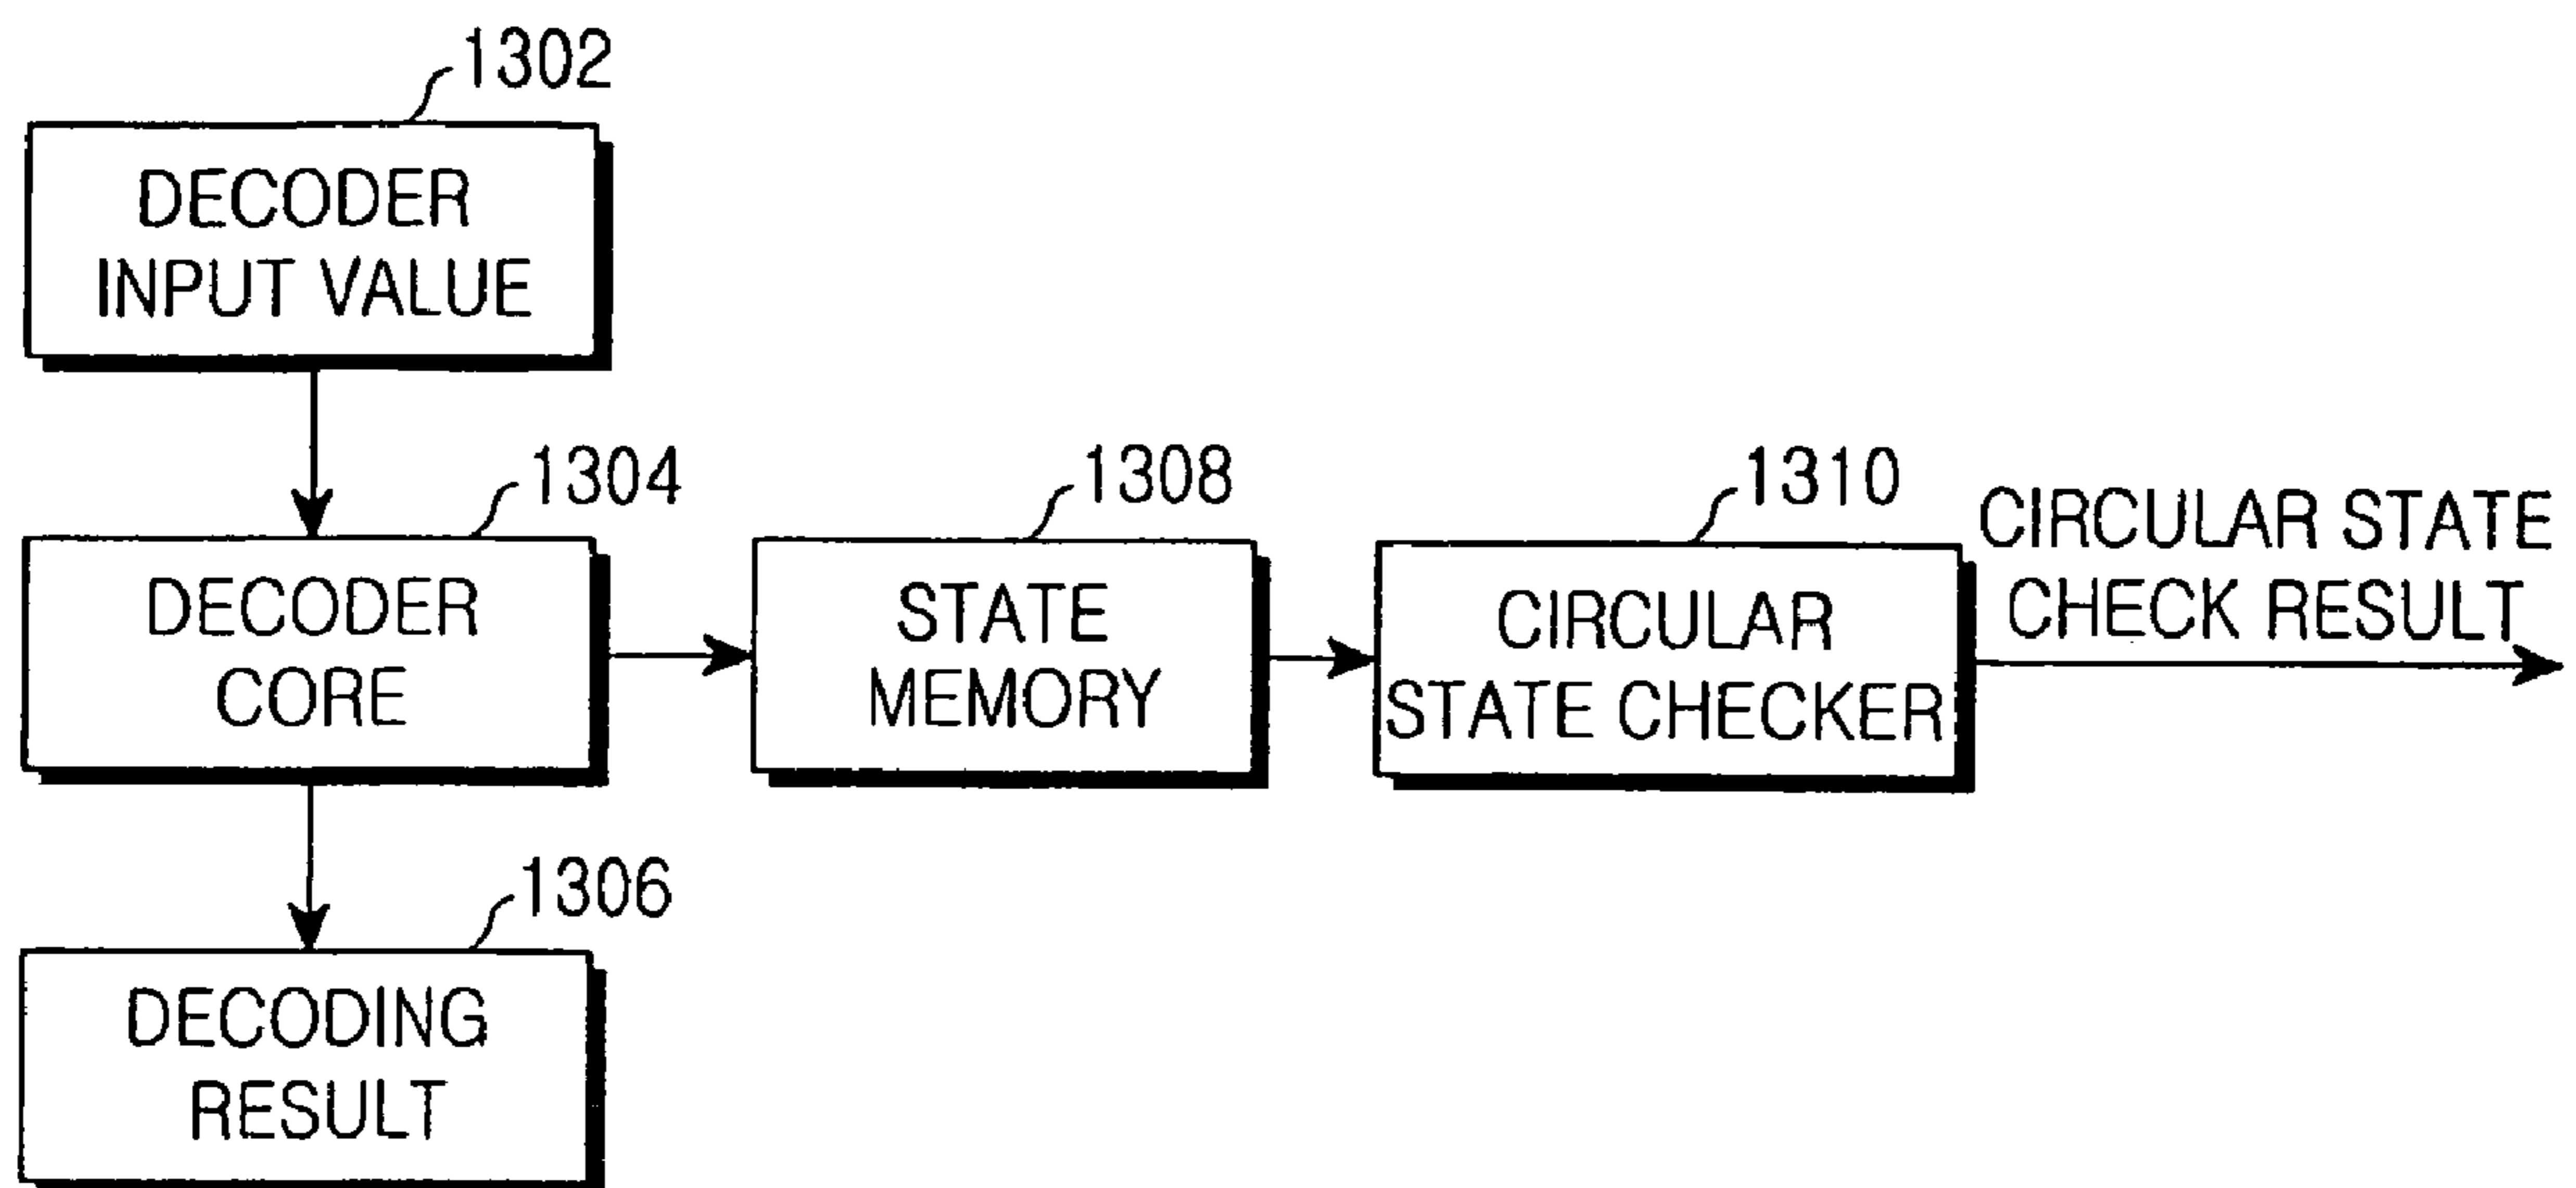 1302
DECODER
INPUT VALUE
1304
DECODER
CORE
1308
STATE
MEMORY
1310
CIRCULAR
STATE CHECKER
CIRCULAR STATE
CHECK RESULT
1306
DECODING
RESULT